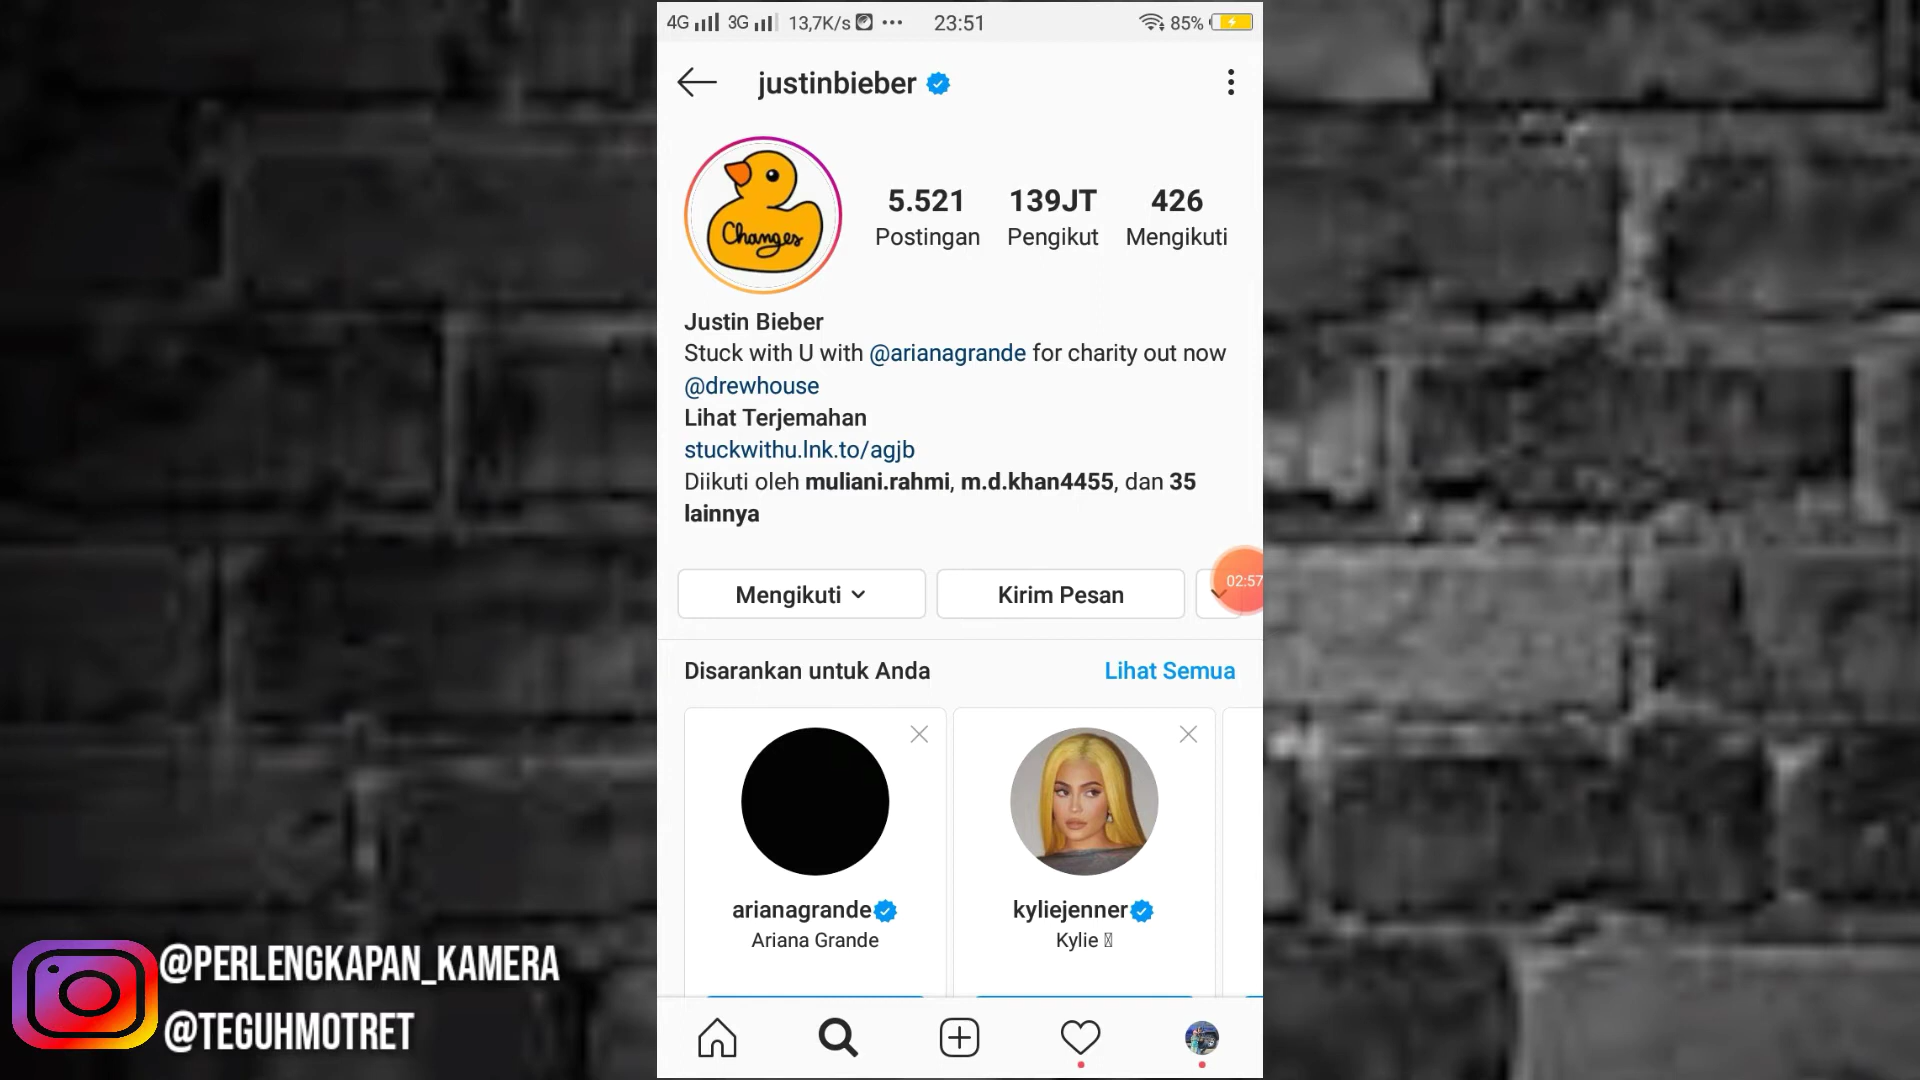 4G 3G 13,7K/s ••• 23:51 85%
justinbieber
Changes
5.521 139JT 426
Postingan Pengikut Mengikuti
Justin Bieber
Stuck with U with @arianagrande for charity out now
@drewhouse
Lihat Terjemahan
stuckwithu.lnk.to/agjb
Diikuti oleh muliani.rahmi, m.d.khan4455, dan 35
lainnya
Mengikuti Kirim Pesan 02:57
Disarankan untuk Anda Lihat Semua
arianagrande kyliejenner
Ariana Grande Kylie
@PERLENGKAPAN_KAMERA
@TEGUHMOTRET